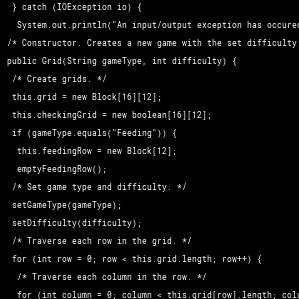 } catch (IOException io) {
System.out.println("An input/output exception has occured
/* Constructor. Creates a new game with the set difficulty
public Grid(String gameType, int difficulty) {
/* Create grids. */
this.grid = new Block[16][12];
this.checkingGrid = new boolean[16][12];
if (gameType.equals("Feeding")) {
this.feedingRow = new Block[12];
emptyFeedingRow();
/* Set game type and difficulty. */
setGameType(gameType);
setDifficulty(difficulty);
/* Traverse each row in the grid. */
for (int row = 0; row < this.grid.length; row++) {
/* Traverse each column in the row. */
for (int column = 0; column < this.grid[row].length; colu